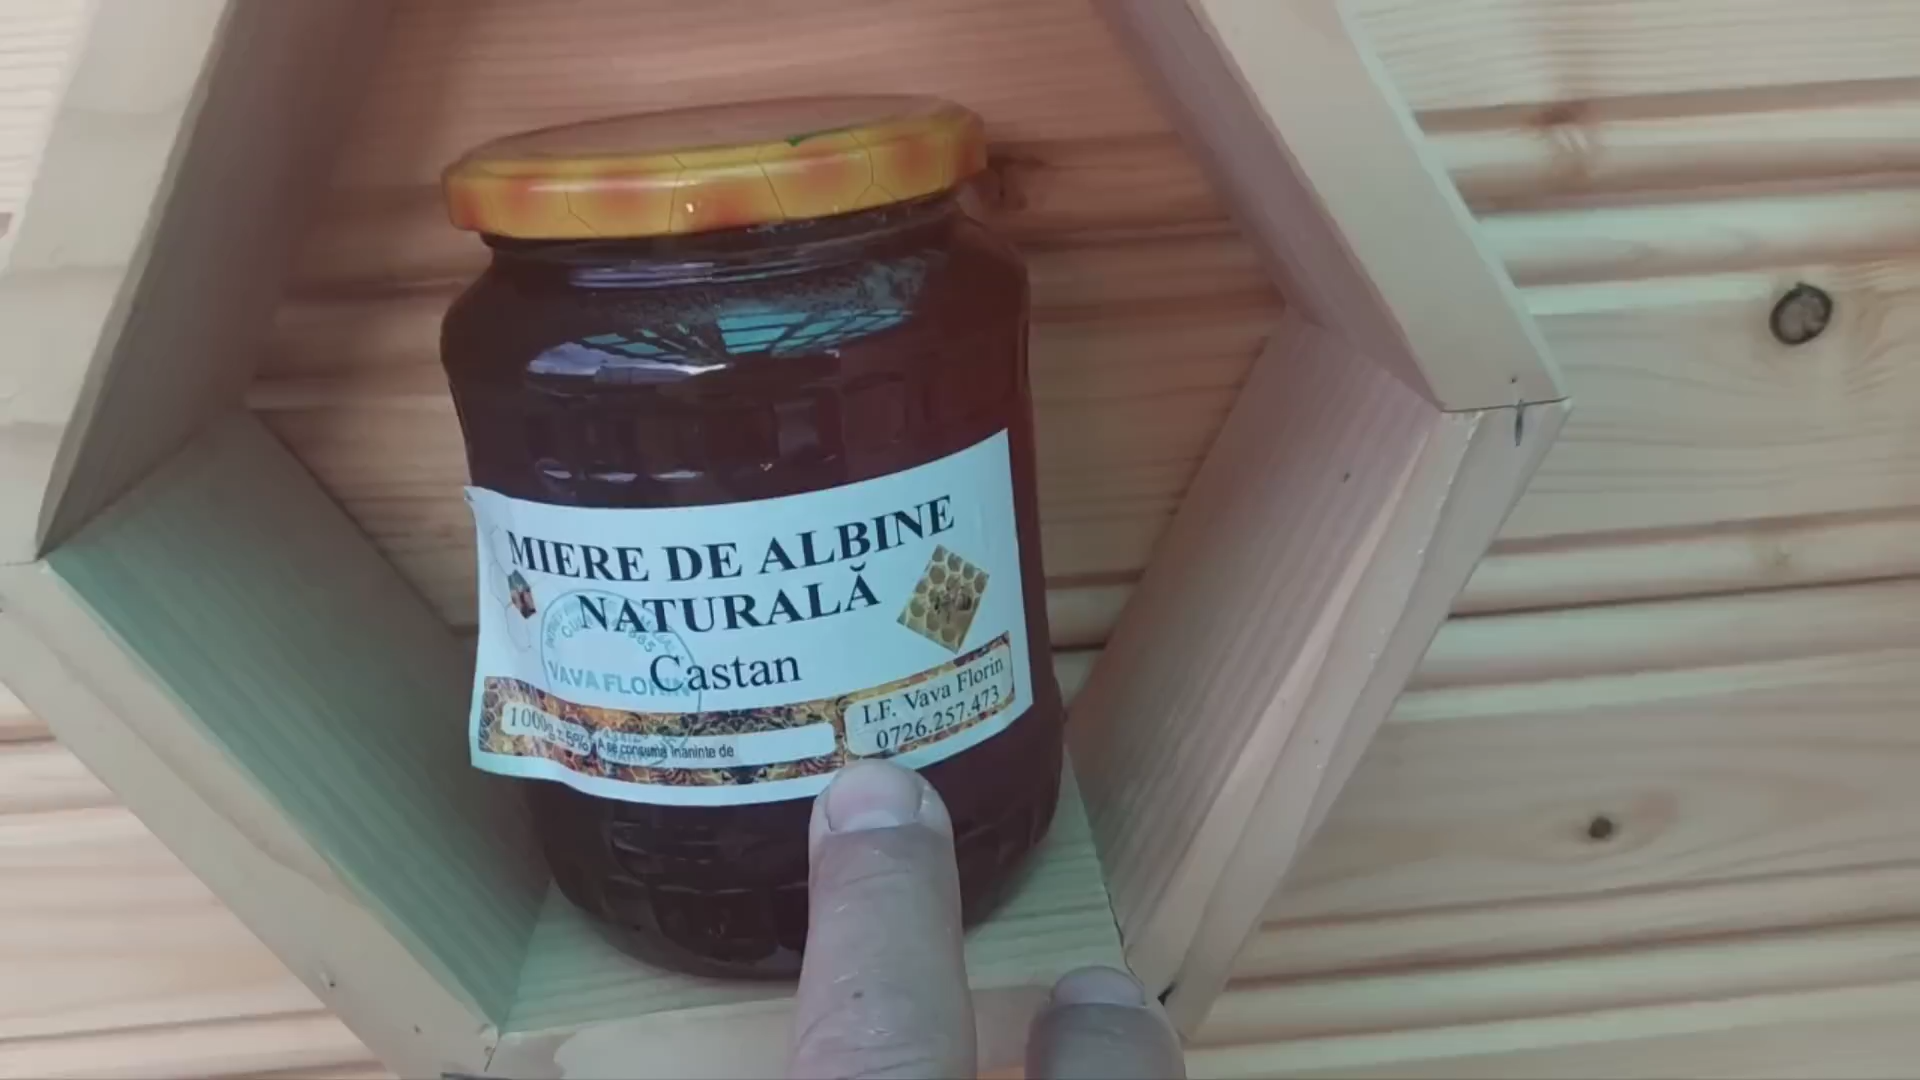 MIERE DE ALBINE
NATURALĂ
Castan
VAVA FLORIN
1000g ± 5%
A se consuma înainte de
I.F. Vava Florin
0726.257.473